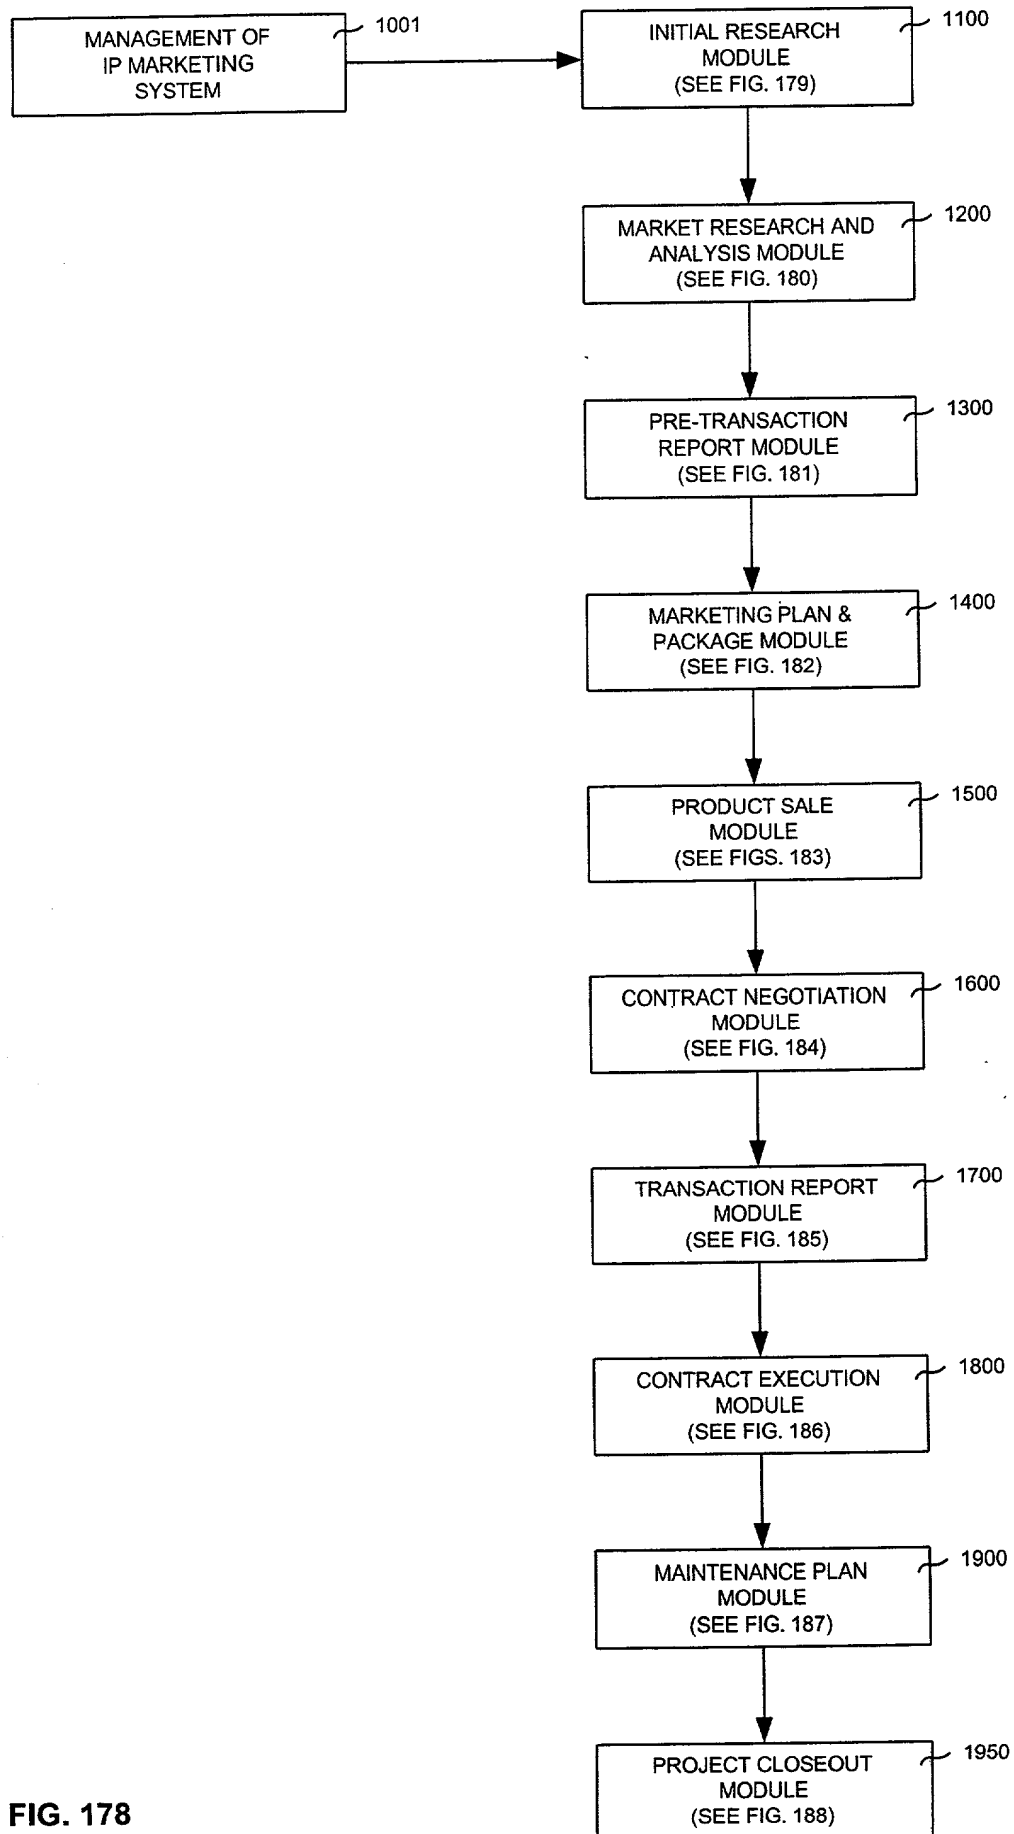 MANAGEMENT OF
IP MARKETING
SYSTEM
1001
INITIAL RESEARCH
MODULE
(SEE FIG. 179)
1100
MARKET RESEARCH AND
ANALYSIS MODULE
(SEE FIG. 180)
1200
PRE-TRANSACTION
REPORT MODULE
(SEE FIG. 181)
1300
MARKETING PLAN &
PACKAGE MODULE
(SEE FIG. 182)
1400
PRODUCT SALE
MODULE
(SEE FIGS. 183)
1500
CONTRACT NEGOTIATION
MODULE
(SEE FIG. 184)
1600
TRANSACTION REPORT
MODULE
(SEE FIG. 185)
1700
CONTRACT EXECUTION
MODULE
(SEE FIG. 186)
1800
MAINTENANCE PLAN
MODULE
(SEE FIG. 187)
1900
PROJECT CLOSEOUT
MODULE
(SEE FIG. 188)
1950
FIG. 178